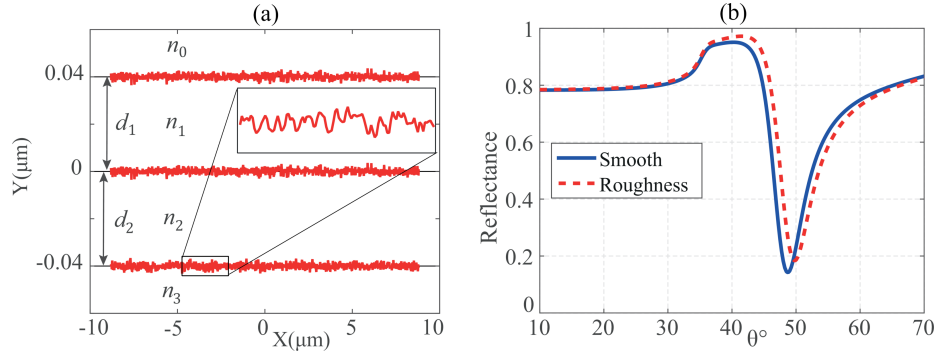 (a)
n0
0.04
d1
n1
Y(μm)
0
d2
n2
-0.04
n3
-10
-5
0
5
10
X(μm)
(b)
1
0.8
0.6
0.4
0.2
0
Reflectance
Smooth
Roughness
10
20
30
40
50
60
70
θ°